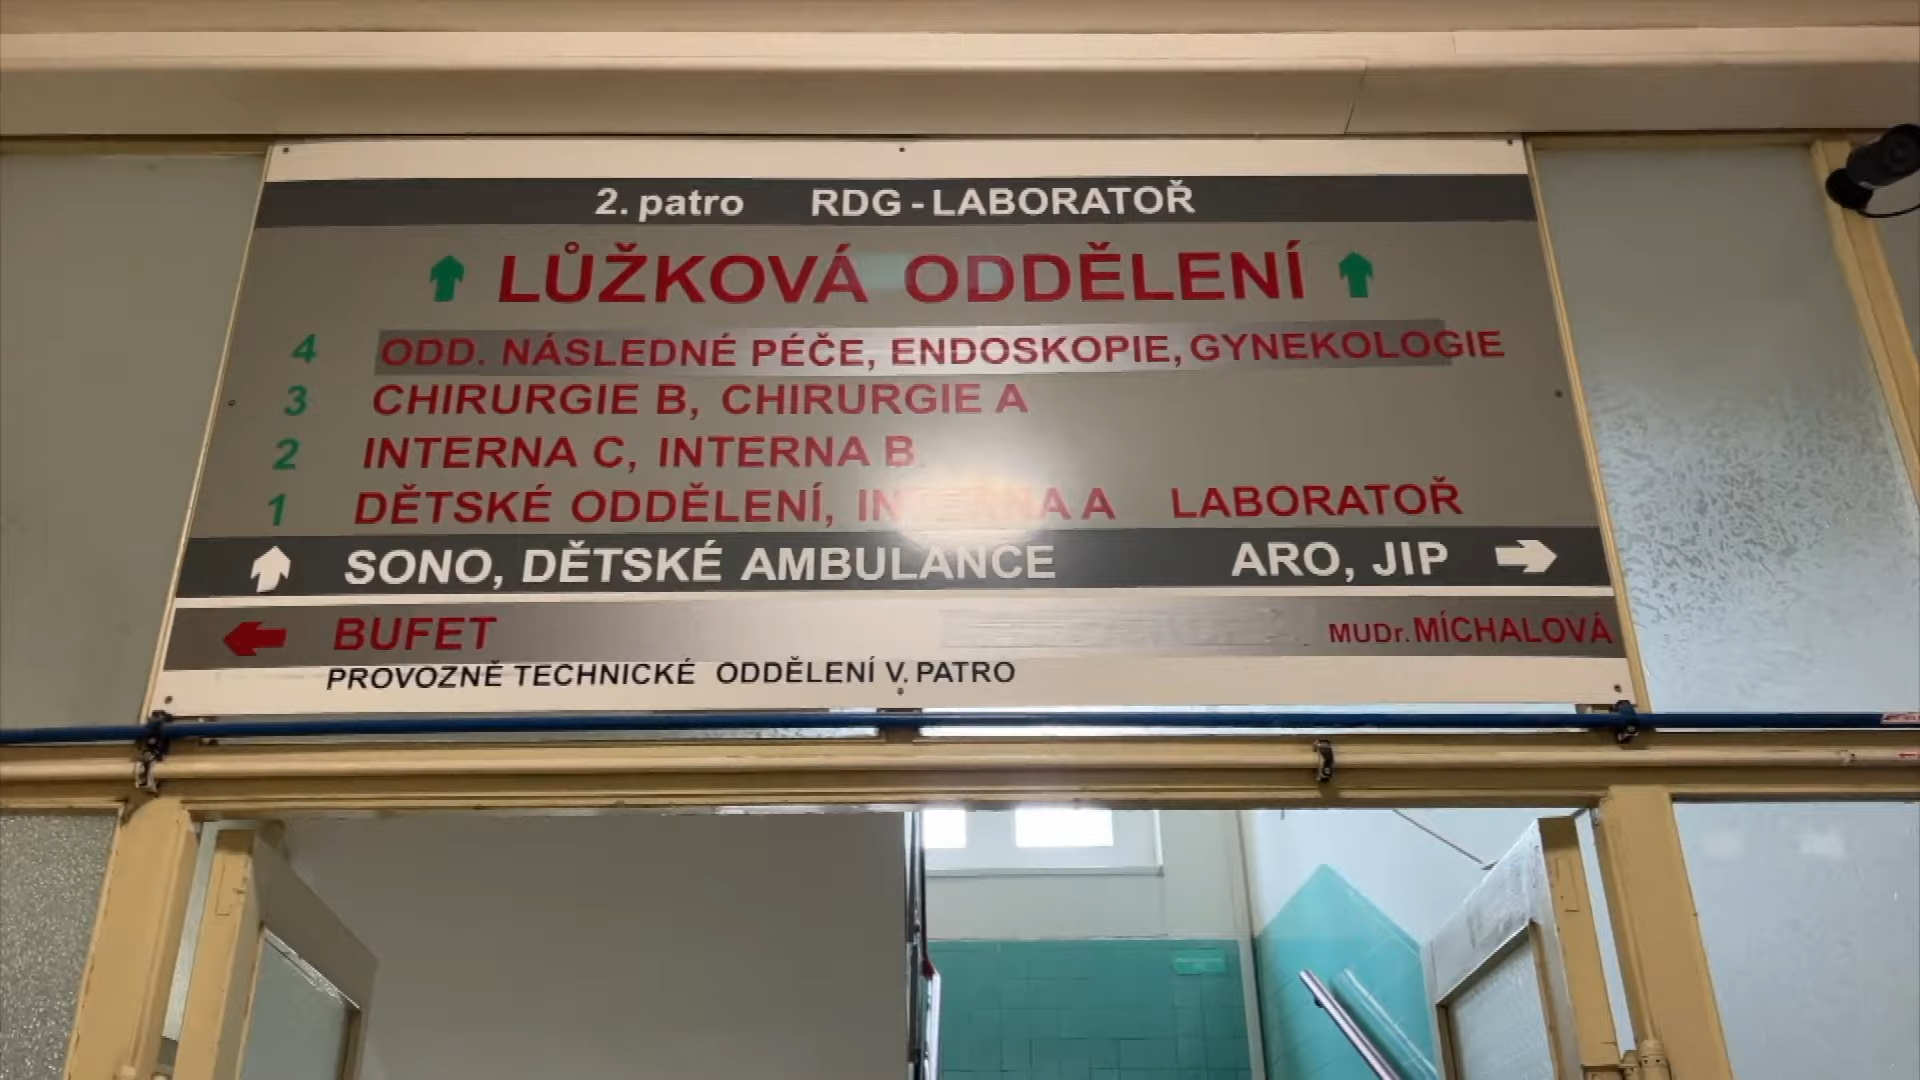 2. patro RDG - LABORATOŘ
LŮŽKOVÁ ODDĚLENÍ
4 ODD. NÁSLEDNÉ PÉČE, ENDOSKOPIE, GYNEKOLOGIE
3 CHIRURGIE B, CHIRURGIE A
2 INTERNA C, INTERNA B
1 DĚTSKÉ ODDĚLENÍ, INTERNA A LABORATOŘ
SONO, DĚTSKÉ AMBULANCE ARO, JIP
BUFET MUDr. MÍCHALOVÁ
PROVOZNĚ TECHNICKÉ ODDĚLENÍ V. PATRO